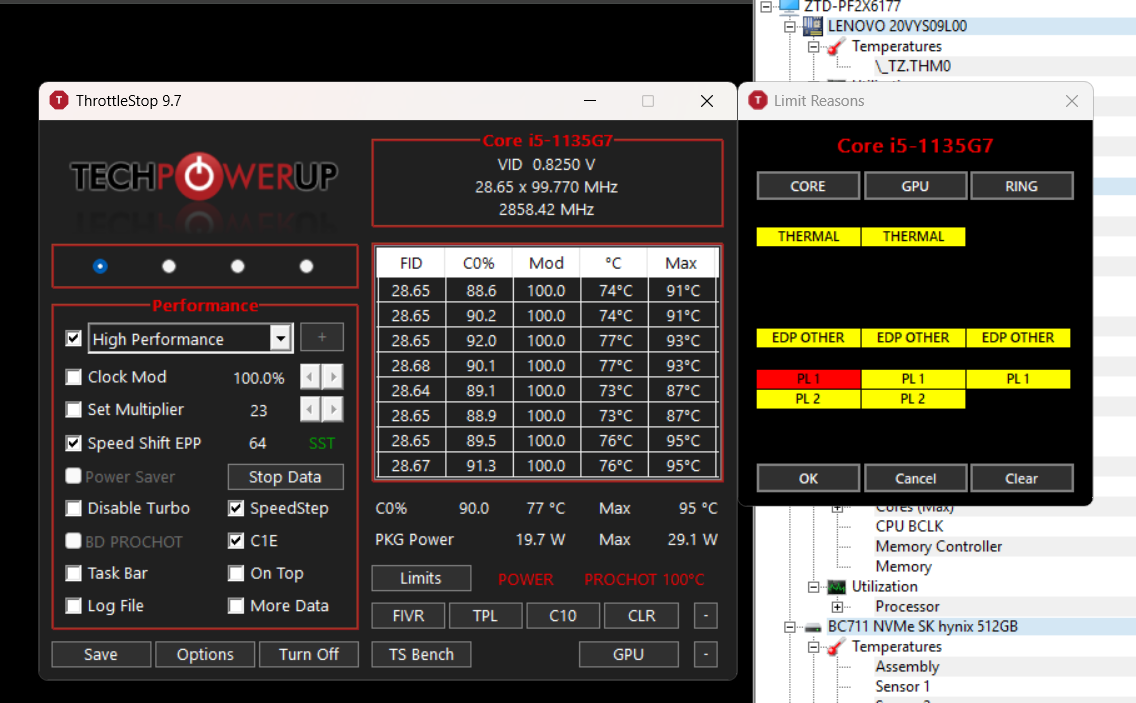 ZTD-PF2X6177
LENOVO 20VYS09L00
Temperatures
\_TZ.THM0
ThrottleStop 9.7
TECHPOWERUP
Core i5-1135G7
VID 0.8250 V
28.65 x 99.770 MHz
2858.42 MHz
FID C0% Mod °C Max
28.65 88.6 100.0 74°C 91°C
28.65 90.2 100.0 74°C 91°C
28.65 92.0 100.0 77°C 93°C
28.68 90.1 100.0 77°C 93°C
28.64 89.1 100.0 73°C 87°C
28.65 88.9 100.0 73°C 87°C
28.65 89.5 100.0 76°C 95°C
28.67 91.3 100.0 76°C 95°C
Performance
High Performance +
Clock Mod 100.0%
Set Multiplier 23
Speed Shift EPP 64 SST
Power Saver Stop Data
Disable Turbo SpeedStep
BD PROCHOT C1E
Task Bar On Top
Log File More Data
C0% 90.0 77 °C Max 95 °C
PKG Power 19.7 W Max 29.1 W
Limits POWER PROCHOT 100°C
FIVR TPL C10 CLR -
Save Options Turn Off TS Bench GPU -
Limit Reasons
Core i5-1135G7
CORE GPU RING
THERMAL THERMAL
EDP OTHER EDP OTHER EDP OTHER
PL 1 PL 1 PL 1
PL 2 PL 2
OK Cancel Clear
Cores (Max)
CPU BCLK
Memory Controller
Memory
Utilization
Processor
BC711 NVMe SK hynix 512GB
Temperatures
Assembly
Sensor 1